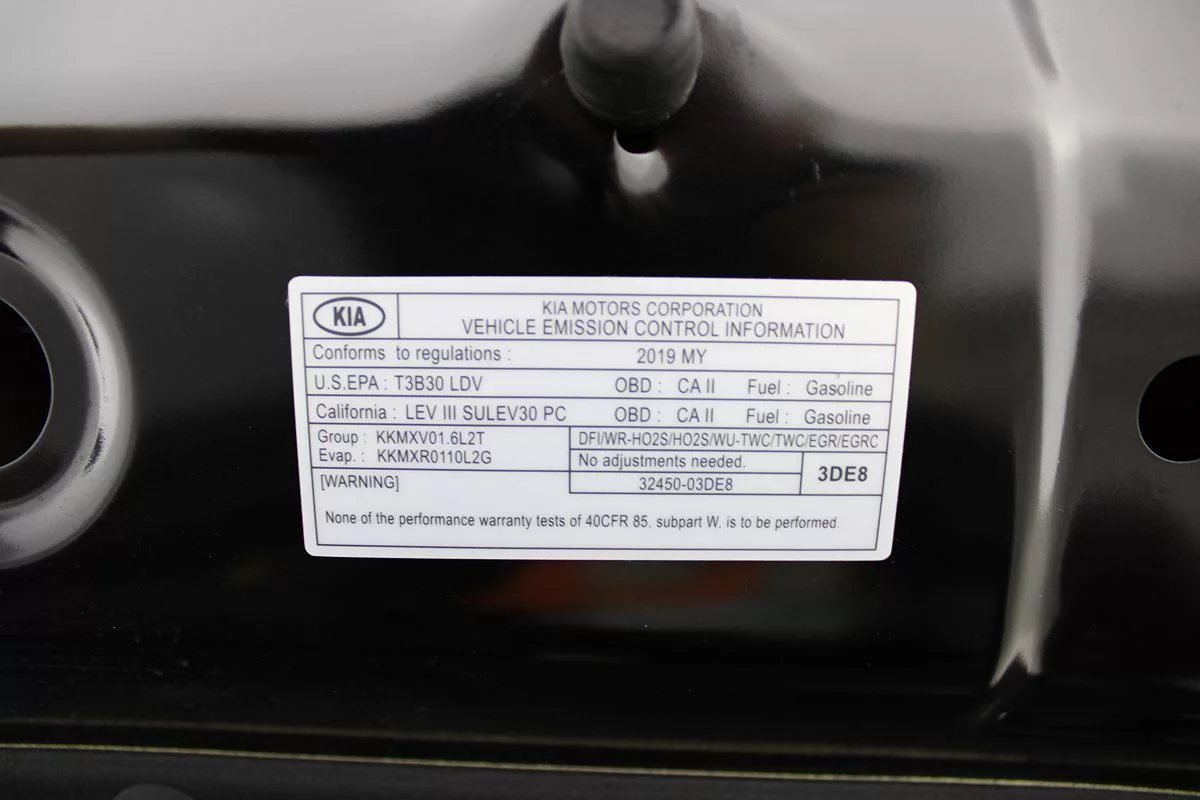 KIA
KIA MOTORS CORPORATION
VEHICLE EMISSION CONTROL INFORMATION
Conforms to regulations : 2019 MY
U.S.EPA : T3B30 LDV OBD : CA II Fuel : Gasoline
California : LEV III SULEV30 PC OBD : CA II Fuel : Gasoline
Group : KKMXV01.6L2T
Evap. : KKMXR0110L2G
DFI/WR-HO2S/HO2S/WU-TWC/TWC/EGR/EGRC
No adjustments needed.
32450-03DE8
3DE8
[WARNING]
None of the performance warranty tests of 40CFR 85, subpart W, is to be performed.